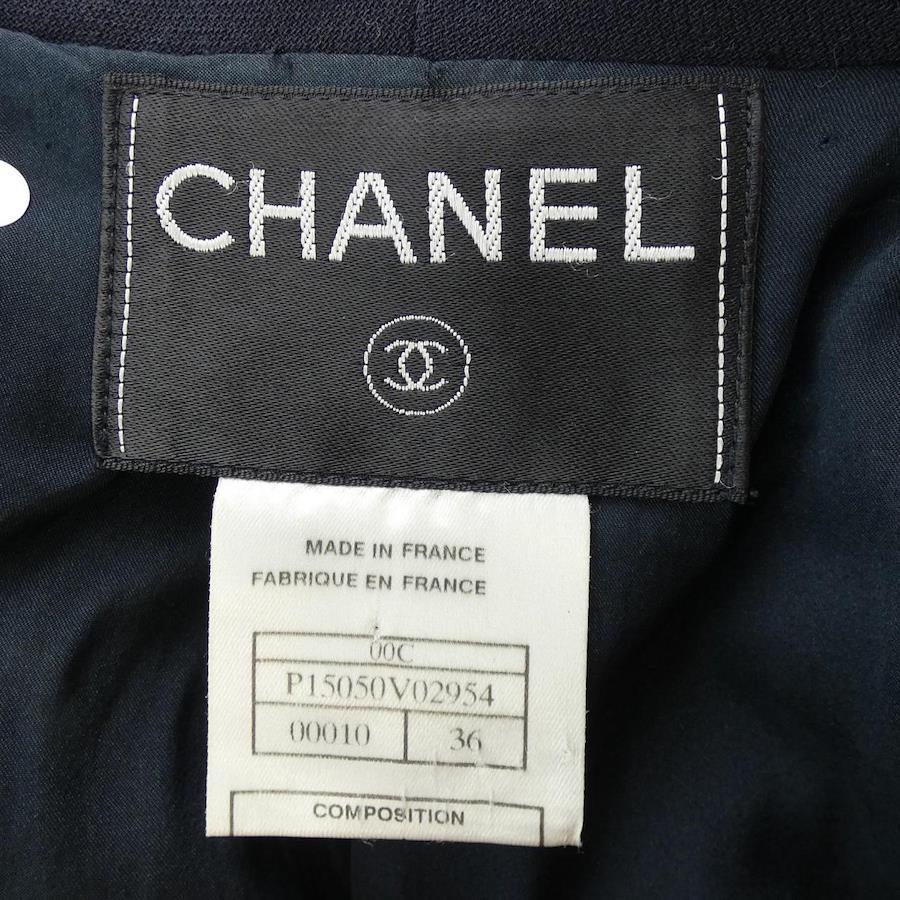 CHANEL
MADE IN FRANCE
FABRIQUE EN FRANCE
00C
P15050V02954
00010 36
COMPOSITION